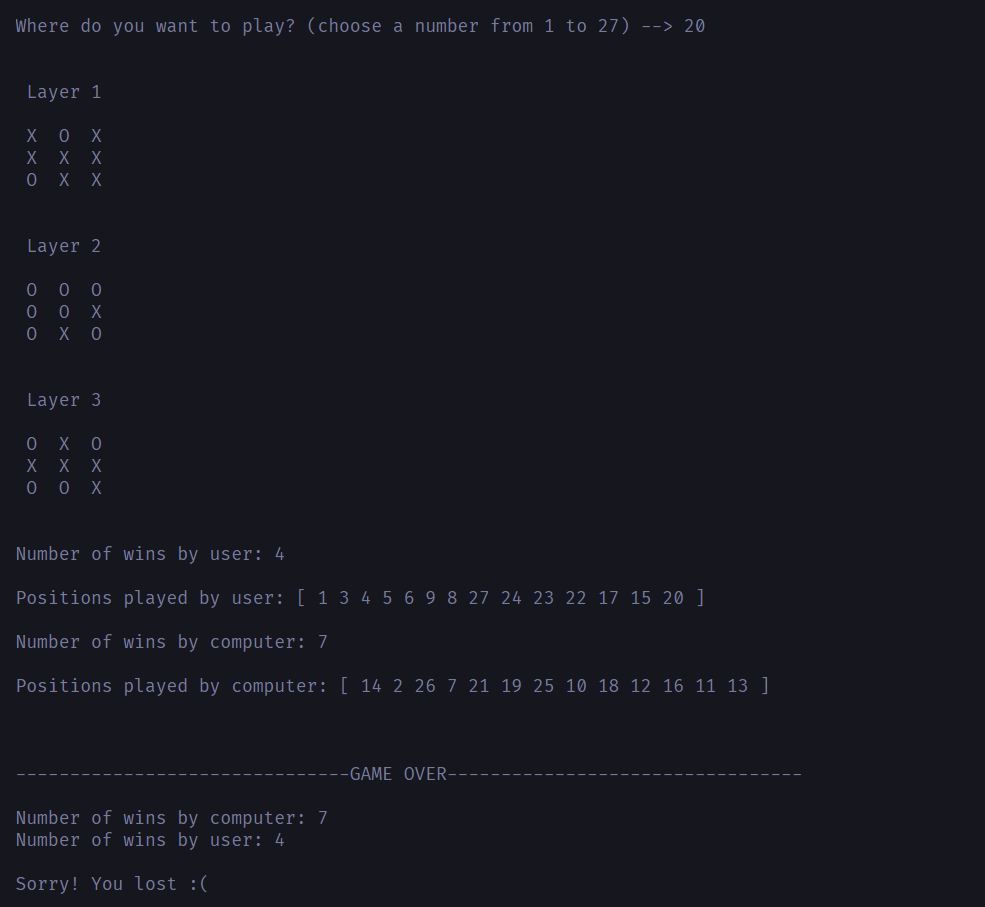 Where do you want to play? (choose a number from 1 to 27) --> 20
Layer 1
X O X
X X X
O X X
Layer 2
O O O
O O X
O X O
Layer 3
O X O
X X X
O O X
Number of wins by user: 4
Positions played by user: [ 1 3 4 5 6 9 8 27 24 23 22 17 15 20 ]
Number of wins by computer: 7
Positions played by computer: [ 14 2 26 7 21 19 25 10 18 12 16 11 13 ]
-------------------------------GAME OVER---------------------------------
Number of wins by computer: 7
Number of wins by user: 4
Sorry! You lost :(